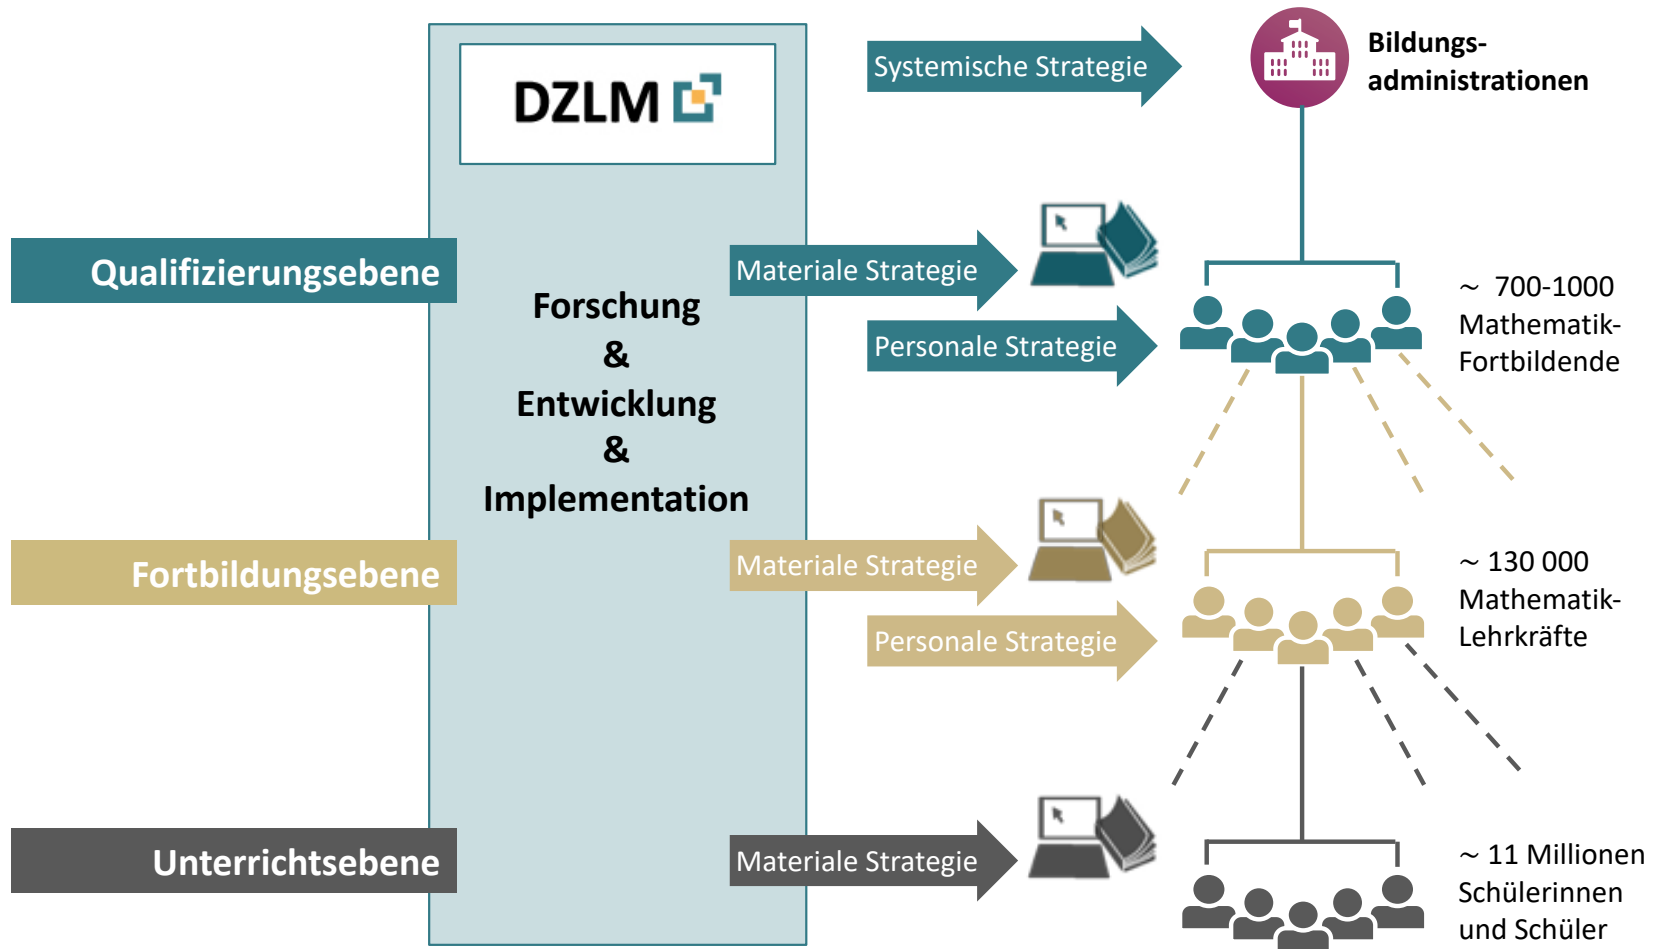 DZLM
Systemische Strategie
Bildungs-
administrationen
Qualifizierungsebene
Materiale Strategie
Personale Strategie
~ 700-1000
Mathematik-
Fortbildende
Forschung
&
Entwicklung
&
Implementation
Fortbildungsebene
Materiale Strategie
Personale Strategie
~ 130 000
Mathematik-
Lehrkräfte
Unterrichtsebene
Materiale Strategie
~ 11 Millionen
Schülerinnen
und Schüler